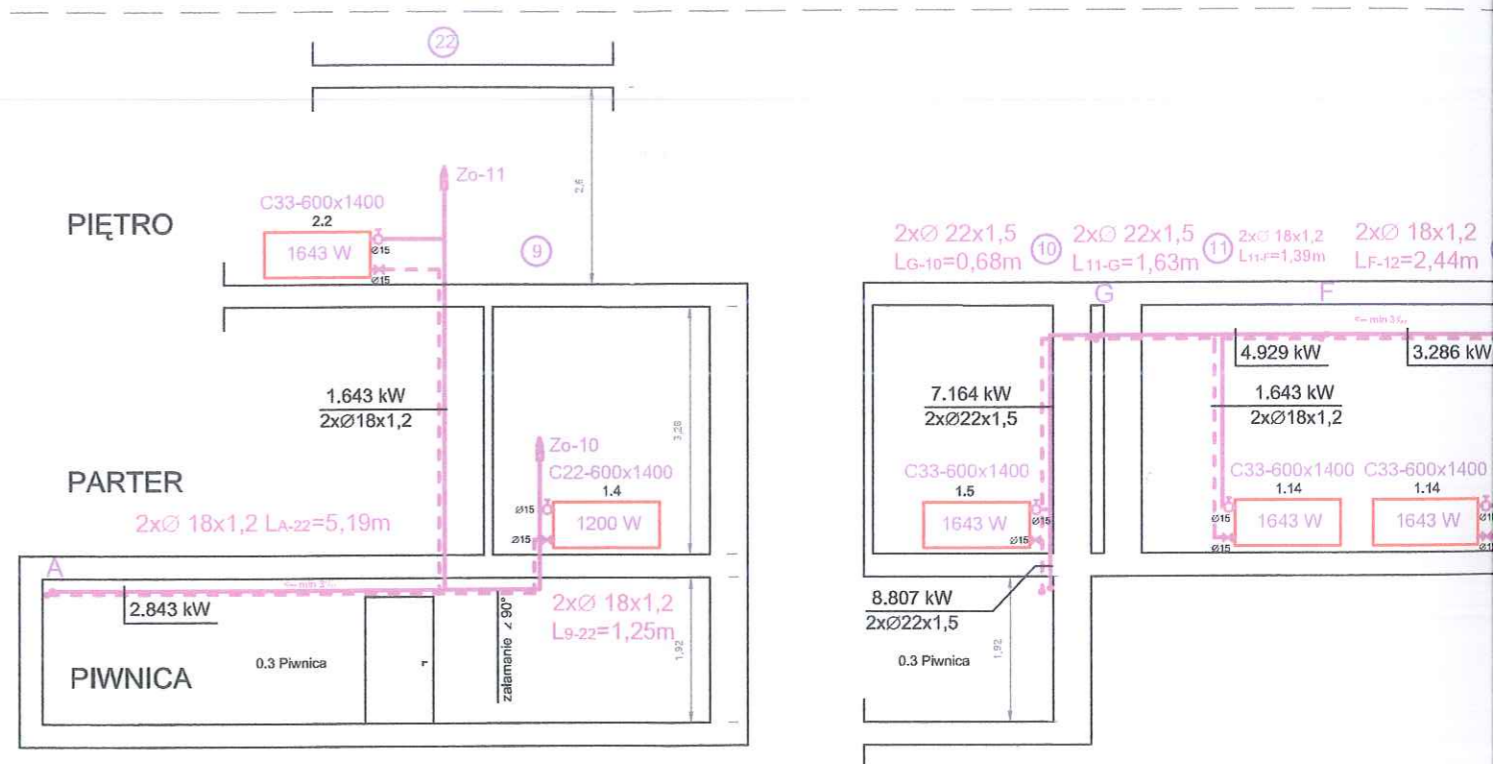 22
Zo-11
C33-600x1400
2.2
1643 W
ø15
ø15
PIĘTRO
2,6
9
1.643 kW
2xØ18x1,2
3,28
PARTER
Zo-10
C22-600x1400
1.4
1200 W
ø15
ø15
2xØ 18x1,2 LA-22=5,19m
A
2.843 kW
2xØ 18x1,2
L9-22=1,25m
załamanie ∠ 90°
1,92
0.3 Piwnica
PIWNICA
2xØ 22x1,5
LG-10=0,68m
10
2xØ 22x1,5
L11-G=1,63m
11
2xØ 18x1,2
L11-F=1,39m
2xØ 18x1,2
LF-12=2,44m
G
F
4.929 kW
3.286 kW
7.164 kW
2xØ22x1,5
1.643 kW
2xØ18x1,2
C33-600x1400
1.5
1643 W
ø15
ø15
C33-600x1400
1.14
1643 W
ø15
ø15
C33-600x1400
1.14
1643 W
8.807 kW
2xØ22x1,5
0.3 Piwnica
1,92